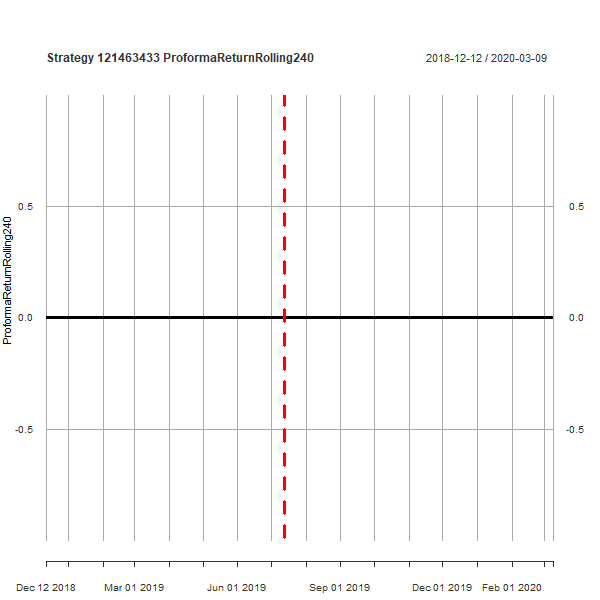 Strategy 121463433 ProformaReturnRolling240
2018-12-12 / 2020-03-09
ProformaReturnRolling240
0.5
0.5
0.0
0.0
-0.5
-0.5
Dec 12 2018
Mar 01 2019
Jun 01 2019
Sep 01 2019
Dec 01 2019
Feb 01 2020